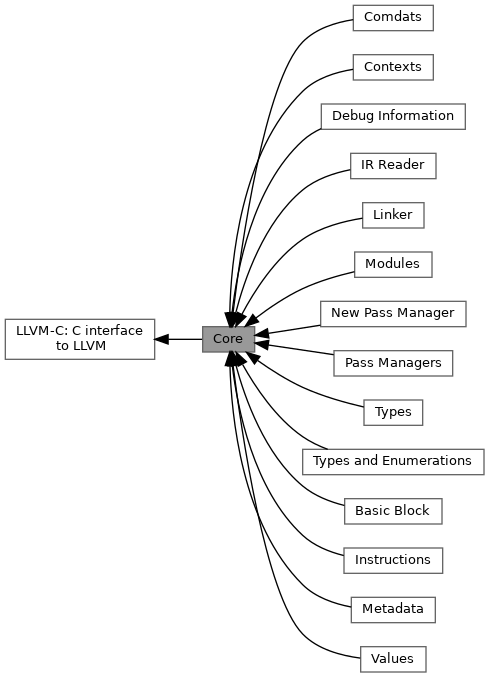 Comdats
Contexts
Debug Information
IR Reader
Linker
Modules
New Pass Manager
LLVM-C: C interface
to LLVM
Core
Pass Managers
Types
Types and Enumerations
Basic Block
Instructions
Metadata
Values